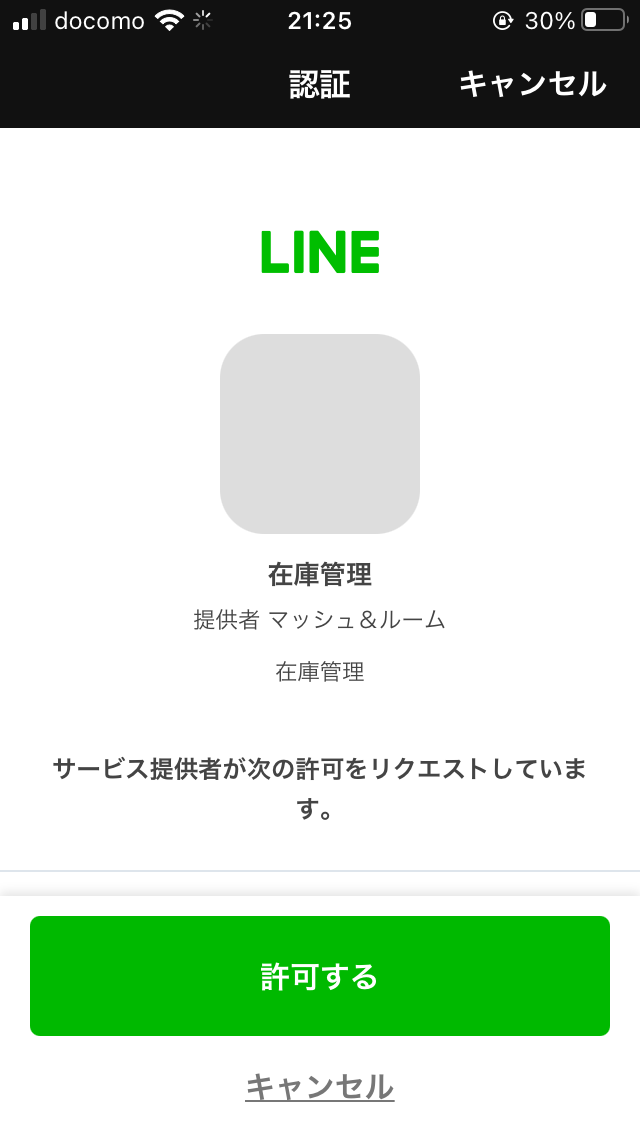 docomo 21:25 30%
認証 キャンセル
LINE
在庫管理
提供者 マッシュ＆ルーム
在庫管理
サービス提供者が次の許可をリクエストしていま
す。
許可する
キャンセル